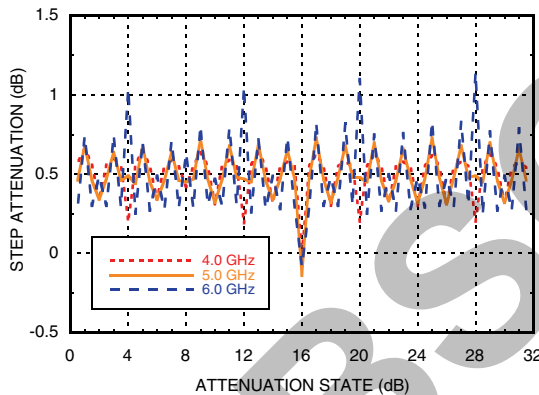 1.5
1
0.5
0
-0.5
STEP ATTENUATION (dB)
4.0 GHz
5.0 GHz
6.0 GHz
0 4 8 12 16 20 24 28 32
ATTENUATION STATE (dB)